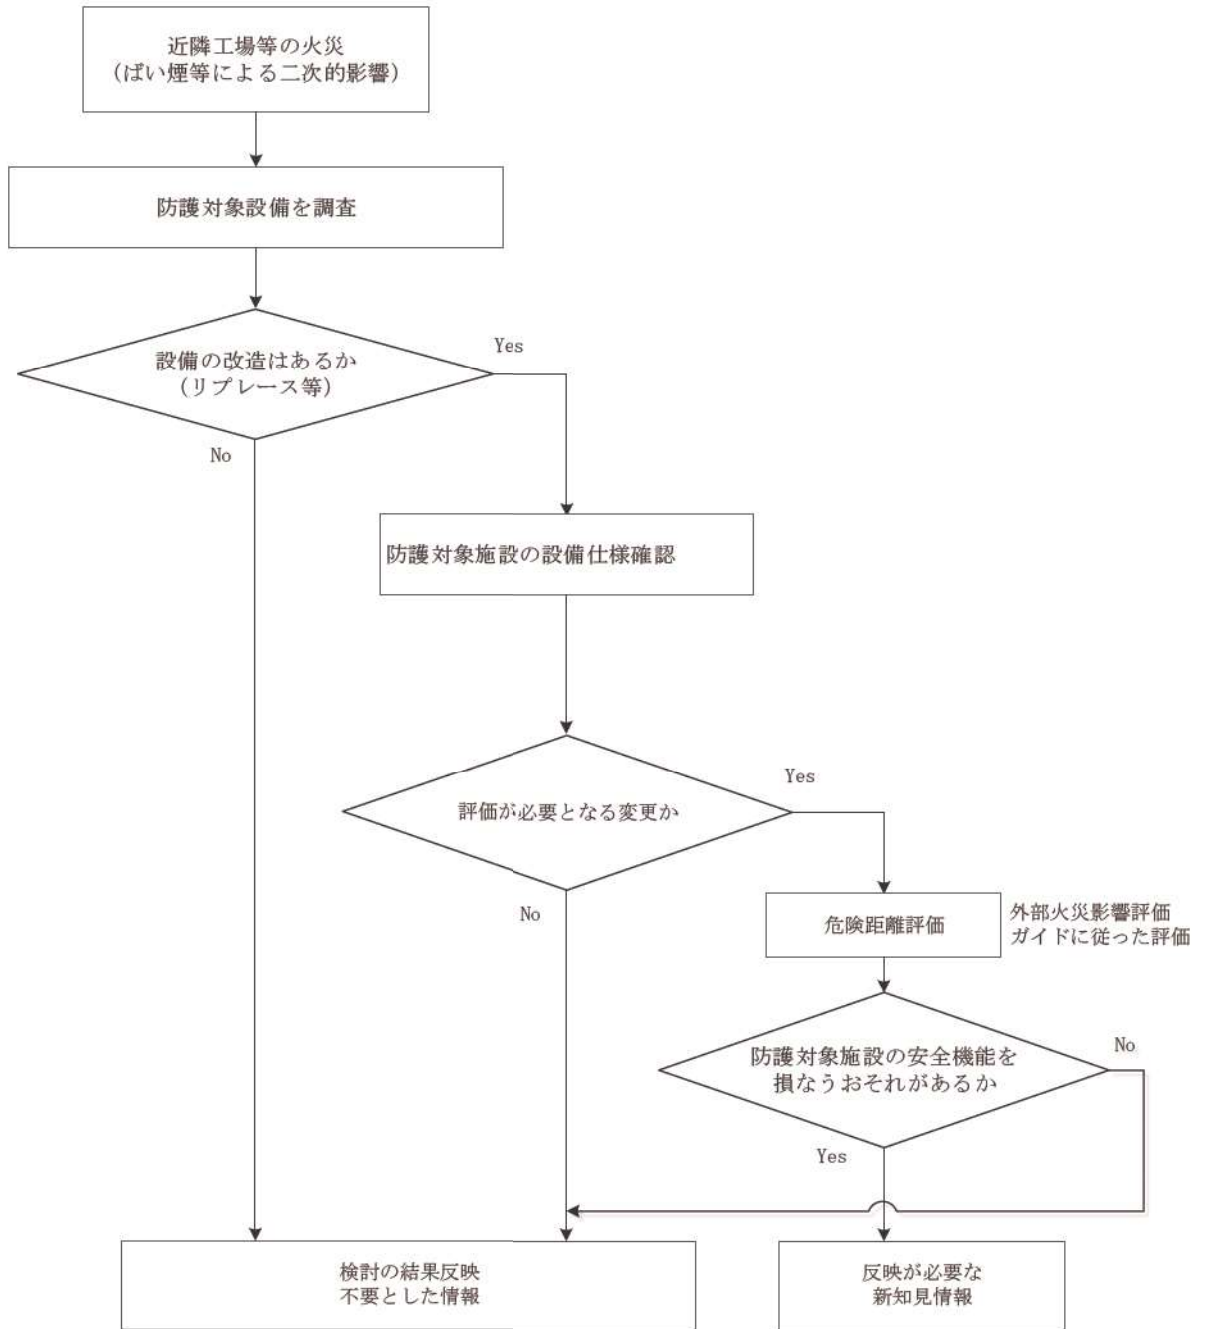 近隣工場等の火災
(ばい煙等による二次的影響)
防護対象設備を調査
設備の改造はあるか
(リプレース等)
Yes
No
防護対象施設の設備仕様確認
評価が必要となる変更か
Yes
No
危険距離評価
外部火災影響評価
ガイドに従った評価
防護対象施設の安全機能を
損なうおそれがあるか
No
Yes
検討の結果反映
不要とした情報
反映が必要な
新知見情報